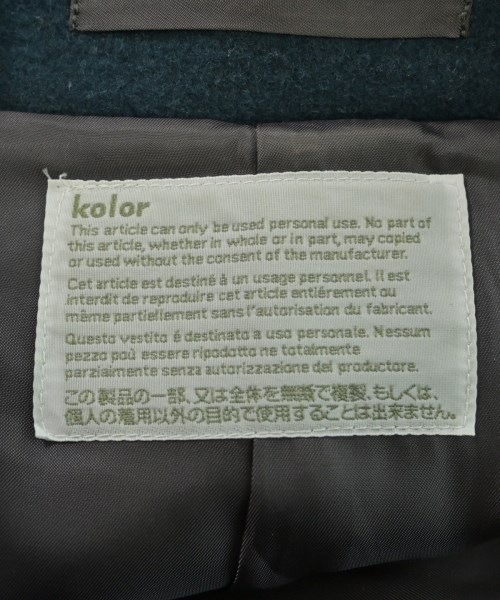 kolor
This article can only be used personal use. No part of
this article, whether in whole or in part, may copied
or used without the consent of the manufacturer.
Cet article est destiné à un usage personnel. Il est
interdit de reproduire cet article entiérement ou
même partiellement sans l'autorisation du fabricant.
Questo vestito é destinato a uso personale. Nessum
pezzo poü essere ripodotto ne totalmente
parzialmente senza autorizzazione del produttore.
この製品の一部、又は全体を無断で複製、もしくは、
個人の着用以外の目的で使用することは出来ません。